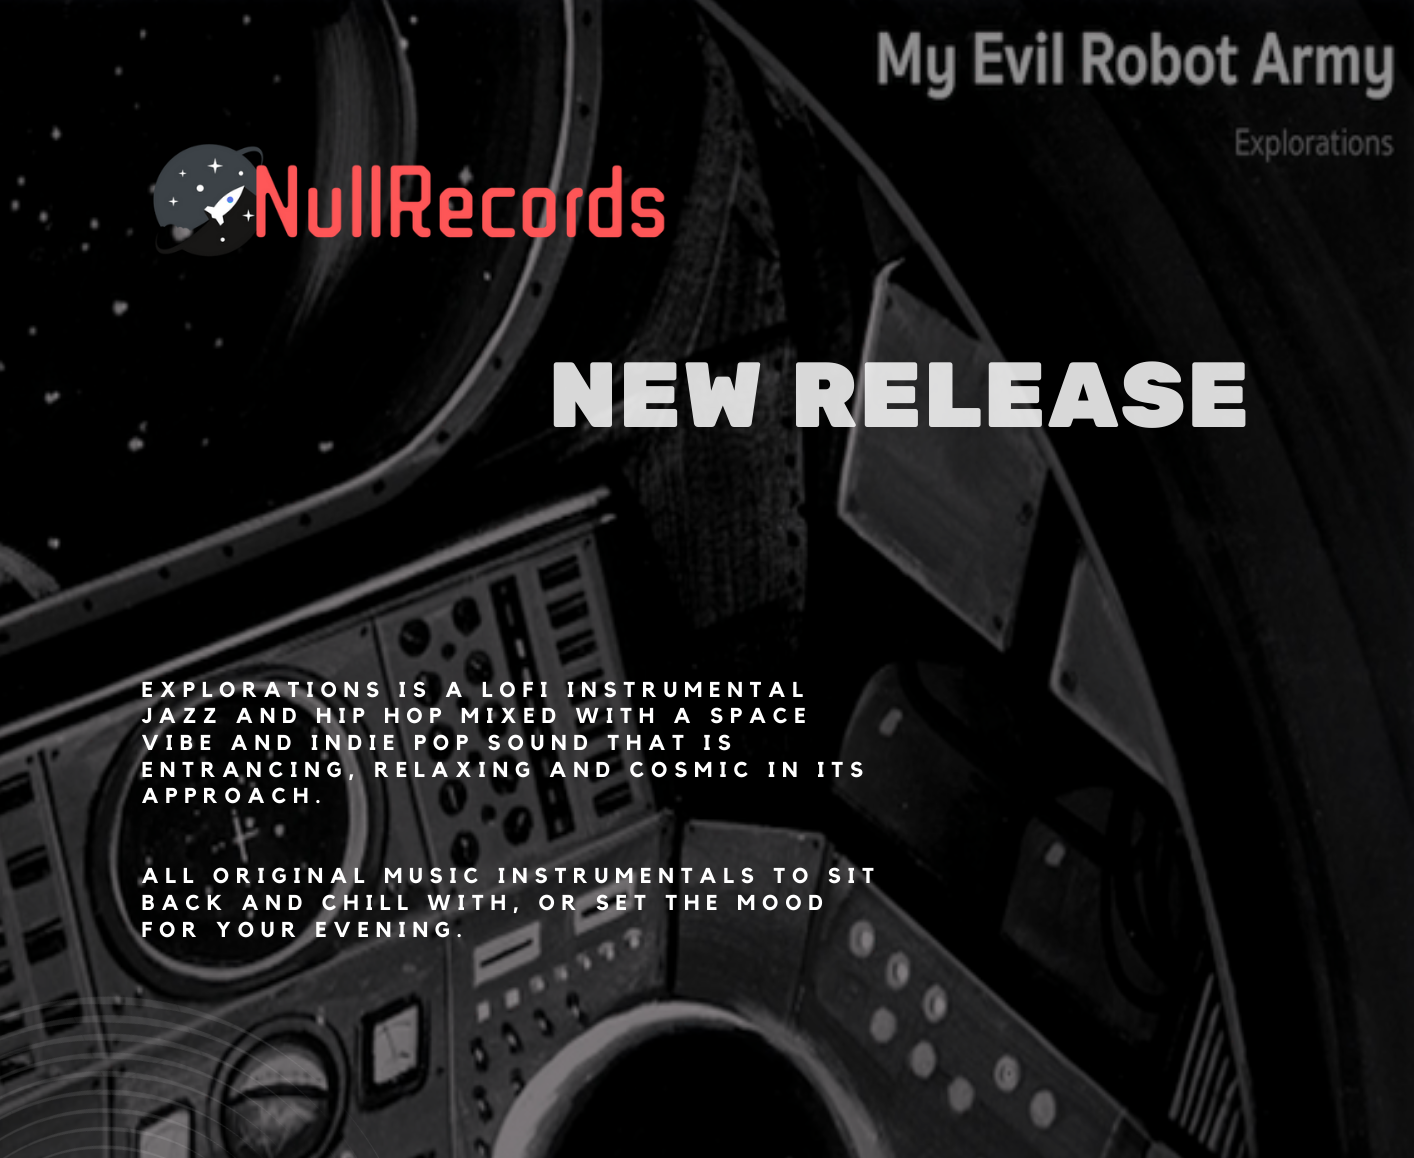 My Evil Robot Army
Explorations
NullRecords
NEW RELEASE
EXPLORATIONS IS A LOFI INSTRUMENTAL
JAZZ AND HIP HOP MIXED WITH A SPACE
VIBE AND INDIE POP SOUND THAT IS
ENTRANCING, RELAXING AND COSMIC IN ITS
APPROACH.
ALL ORIGINAL MUSIC INSTRUMENTALS TO SIT
BACK AND CHILL WITH, OR SET THE MOOD
FOR YOUR EVENING.